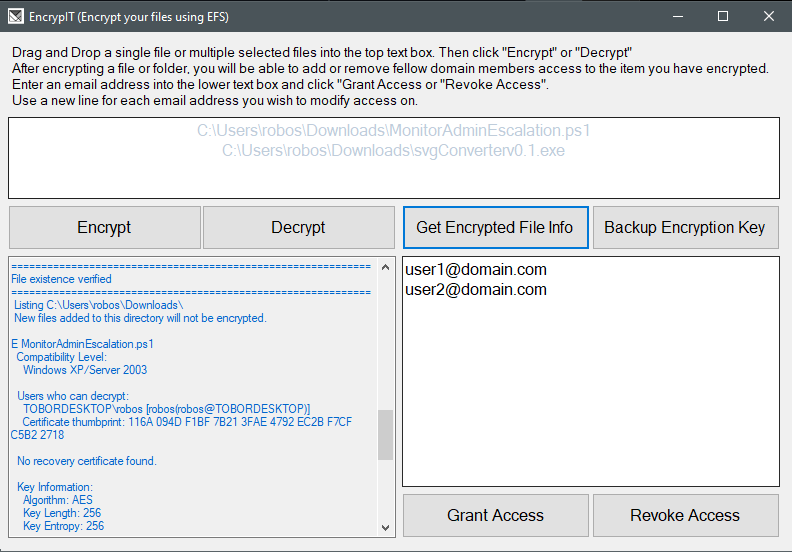 EncrypIT (Encrypt your files using EFS)
Drag and Drop a single file or multiple selected files into the top text box. Then click "Encrypt" or "Decrypt"
After encrypting a file or folder, you will be able to add or remove fellow domain members access to the item you have encrypted.
Enter an email address into the lower text box and click "Grant Access or "Revoke Access".
Use a new line for each email address you wish to modify access on.
C:\Users\robos\Downloads\MonitorAdminEscalation.ps1
C:\Users\robos\Downloads\svgConverterv0.1.exe
Encrypt
Decrypt
Get Encrypted File Info
Backup Encryption Key
File existence verified
Listing C:\Users\robos\Downloads\
New files added to this directory will not be encrypted.
E MonitorAdminEscalation.ps1
Compatibility Level:
Windows XP/Server 2003
Users who can decrypt:
TOBORDESKTOP\robos [robos(robos@TOBORDESKTOP)]
Certificate thumbprint: 116A 094D F1BF 7B21 3FAE 4792 EC2B F7CF
C5B2 2718
No recovery certificate found.
Key Information:
Algorithm: AES
Key Length: 256
Key Entropy: 256
user1@domain.com
user2@domain.com
Grant Access
Revoke Access